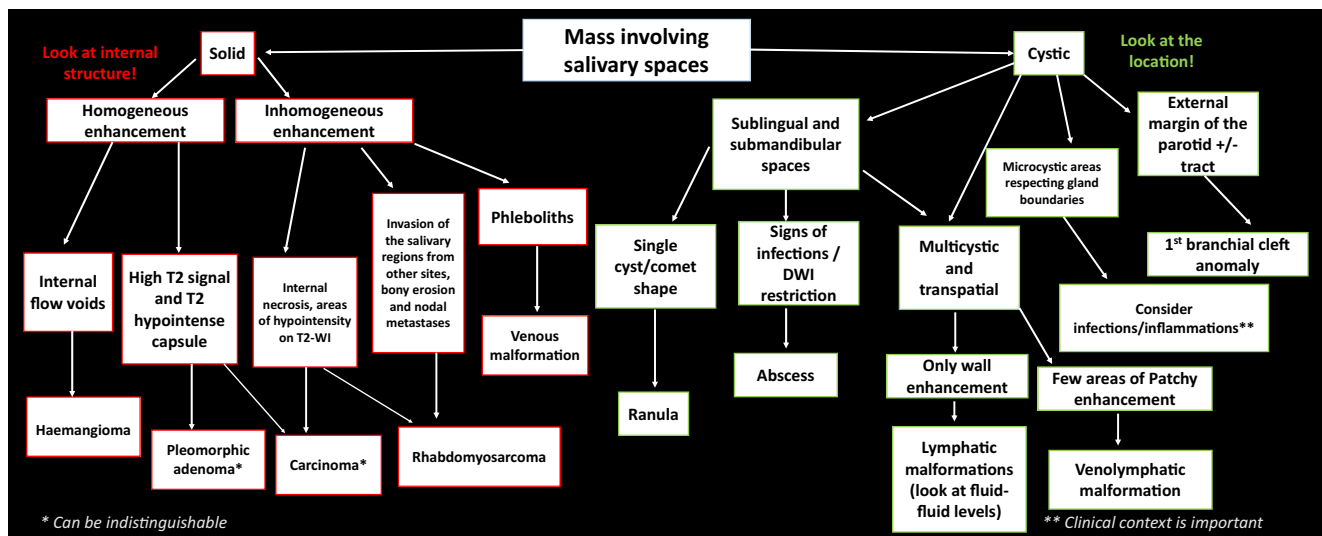 Mass involving
salivary spaces
Look at internal
structure!
Solid
Cystic
Look at the
location!
Homogeneous
enhancement
Inhomogeneous
enhancement
Sublingual and
submandibular
spaces
External
margin of the
parotid +/-
tract
Microcystic areas
respecting gland
boundaries
Internal
flow voids
High T2 signal
and T2
hypointense
capsule
Internal
necrosis, areas
of hypointensity
on T2-WI
Invasion of
the salivary
regions from
other sites,
bony erosion
and nodal
metastases
Phleboliths
Single
cyst/comet
shape
Signs of
infections /
DWI
restriction
Multicystic and
transpatial
1st branchial cleft
anomaly
Venous
malformation
Consider
infections/inflammations**
Abscess
Only wall
enhancement
Few areas of Patchy
enhancement
Haemangioma
Pleomorphic
adenoma*
Carcinoma*
Rhabdomyosarcoma
Ranula
Lymphatic
malformations
(look at fluid-
fluid levels)
Venolymphatic
malformation
* Can be indistinguishable
** Clinical context is important